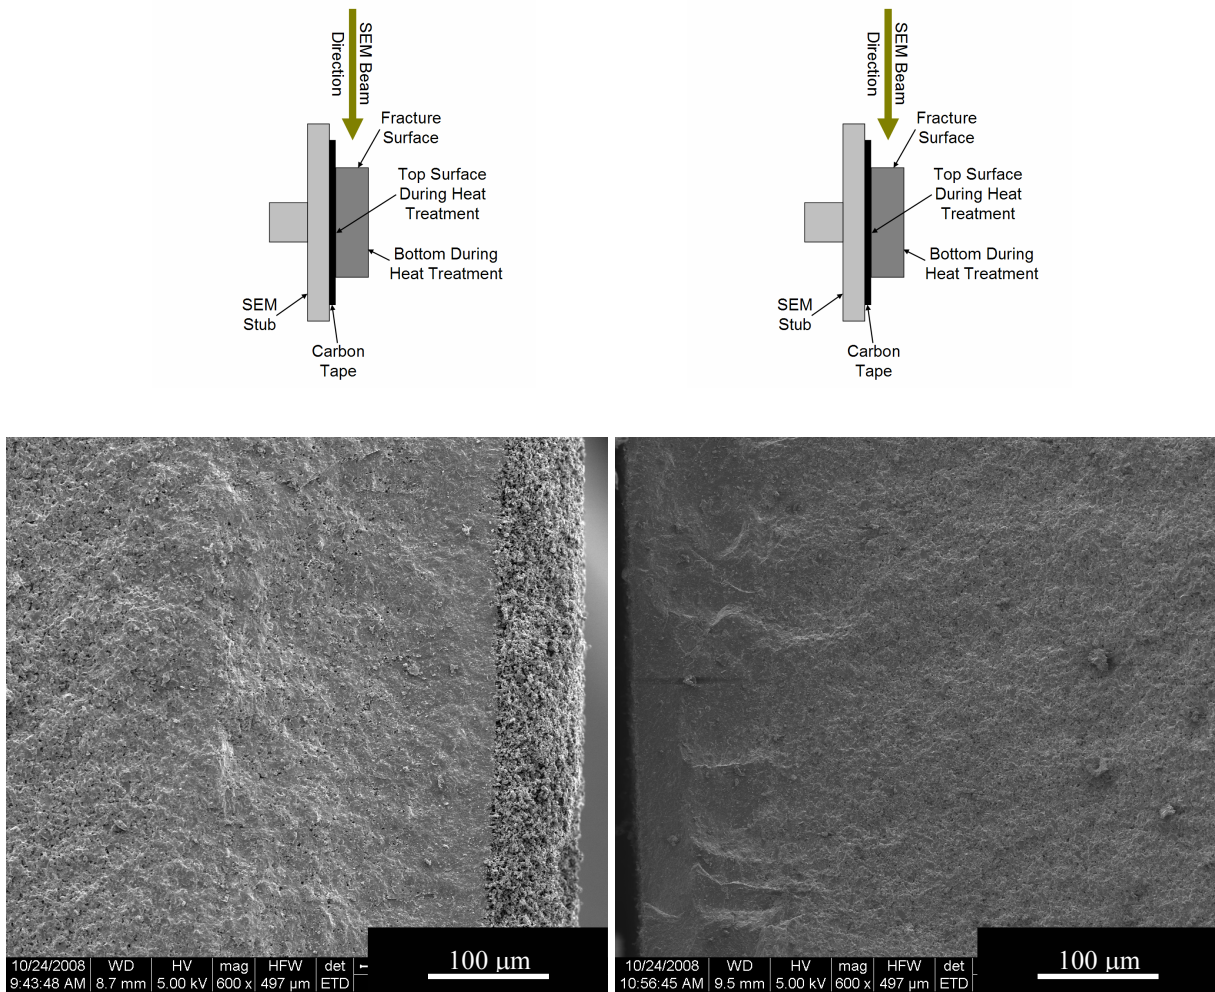 SEM Beam
Direction
Fracture
Surface
Top Surface
During Heat
Treatment
Bottom During
Heat Treatment
SEM
Stub
Carbon
Tape
SEM Beam
Direction
Fracture
Surface
Top Surface
During Heat
Treatment
Bottom During
Heat Treatment
SEM
Stub
Carbon
Tape
10/24/2008 WD HV mag HFW det
9:43:48 AM 8.7 mm 5.00 kV 600 x 497 µm ETD
100 µm
10/24/2008 WD HV mag HFW det
10:56:45 AM 9.5 mm 5.00 kV 600 x 497 µm ETD
100 µm